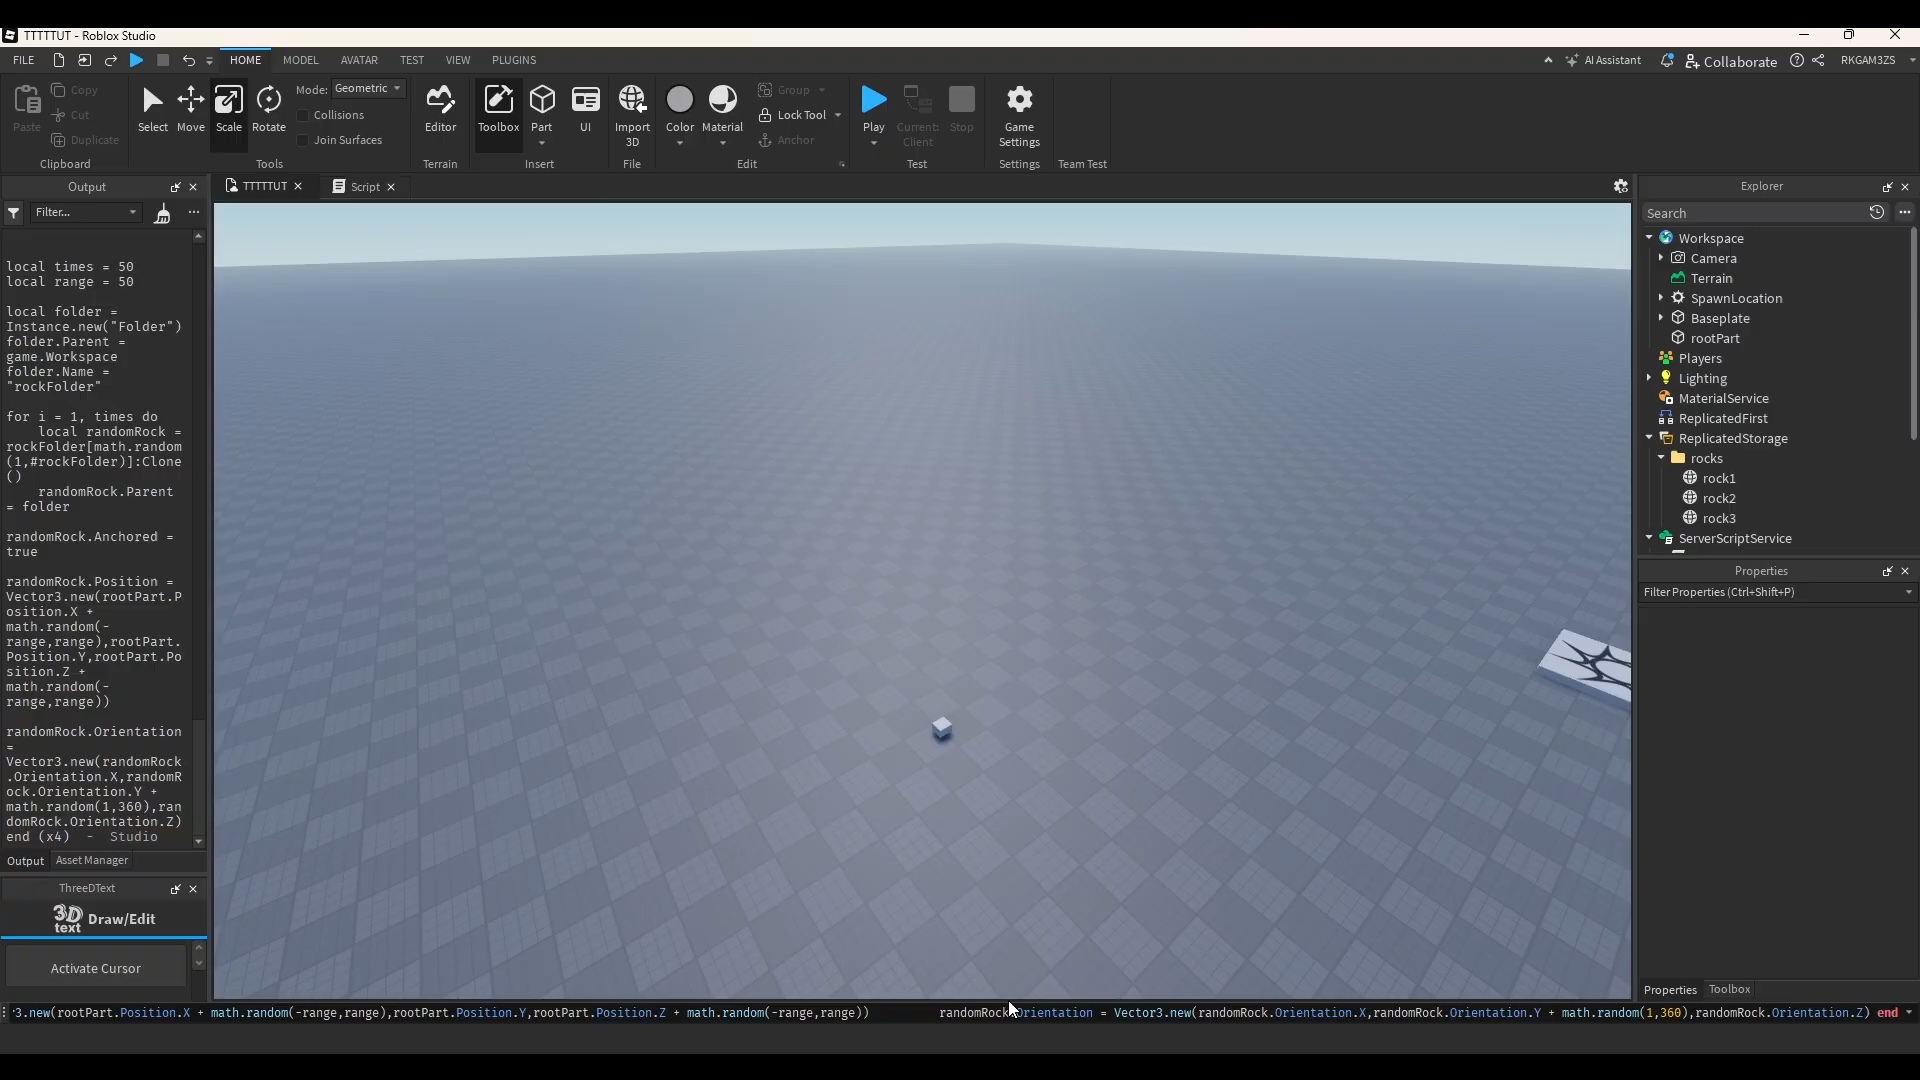 TTTTTUT - Roblox Studio
FILE HOME MODEL AVATAR TEST VIEW PLUGINS AI Assistant Collaborate RKGAM3ZS
Paste Copy Cut Duplicate Select Move Scale Rotate Mode: Geometric Collisions Join Surfaces Editor Toolbox Part UI Import 3D Color Material Group Lock Tool Anchor Play Current: Client Stop Game Settings
Clipboard Tools Terrain Insert File Edit Test Settings Team Test
Output
Filter...
local times = 50
local range = 50
local folder =
Instance.new("Folder")
folder.Parent =
game.Workspace
folder.Name =
"rockFolder"
for i = 1, times do
local randomRock =
rockFolder[math.random
(1,#rockFolder)]:Clone
()
randomRock.Parent
= folder
randomRock.Anchored =
true
randomRock.Position =
Vector3.new(rootPart.P
osition.X +
math.random(-
range,range),rootPart.
Position.Y,rootPart.Po
sition.Z +
math.random(-
range,range))
randomRock.Orientation
=
Vector3.new(randomRock
.Orientation.X,randomR
ock.Orientation.Y +
math.random(1,360),ran
domRock.Orientation.Z)
end (x4) - Studio
Output Asset Manager
ThreeDText
3D text Draw/Edit
Activate Cursor
TTTTTUT Script
Explorer
Search
Workspace
Camera
Terrain
SpawnLocation
Baseplate
rootPart
Players
Lighting
MaterialService
ReplicatedFirst
ReplicatedStorage
rocks
rock1
rock2
rock3
ServerScriptService
Properties
Filter Properties (Ctrl+Shift+P)
Properties Toolbox
3.new(rootPart.Position.X + math.random(-range,range),rootPart.Position.Y,rootPart.Position.Z + math.random(-range,range)) randomRock.Orientation = Vector3.new(randomRock.Orientation.X,randomRock.Orientation.Y + math.random(1,360),randomRock.Orientation.Z) end